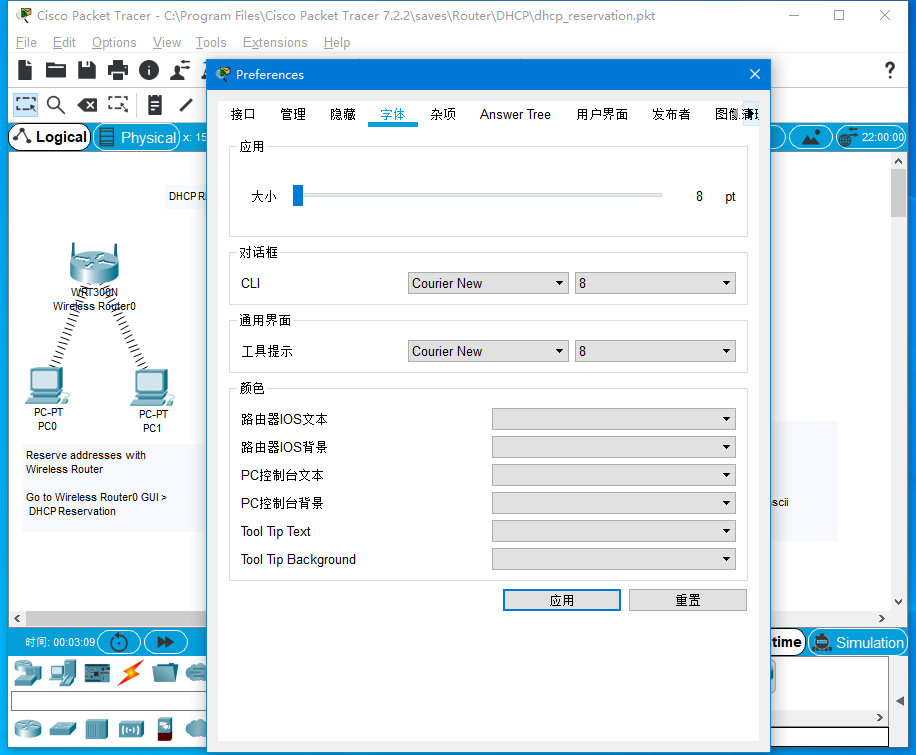 Cisco Packet Tracer - C:\Program Files\Cisco Packet Tracer 7.2.2\saves\Router\DHCP\dhcp_reservation.pkt
File Edit Options View Tools Extensions Help
Preferences
Logical Physical x: 15
22:00:00
接口 管理 隐藏 字体 杂项 Answer Tree 用户界面 发布者
应用
大小 8 pt
对话框
CLI Courier New 8
通用界面
工具提示 Courier New 8
颜色
路由器IOS文本
路由器IOS背景
PC控制台文本
PC控制台背景
Tool Tip Text
Tool Tip Background
应用 重置
DHCP R
WRT300N
Wireless Router0
PC-PT
PC0
PC-PT
PC1
Reserve addresses with
Wireless Router
Go to Wireless Router0 GUI >
DHCP Reservation
scii
时间: 00:03:09
time Simulation